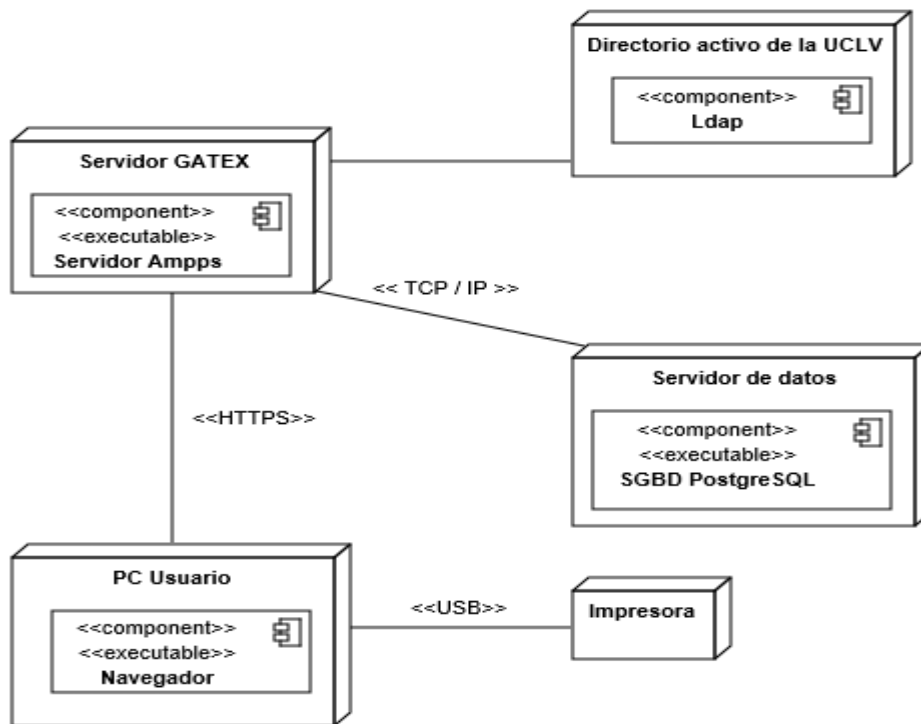 Directorio activo de la UCLV
<<component>>
Ldap
Servidor GATEX
<<component>>
<<executable>>
Servidor Ampps
<< TCP / IP >>
Servidor de datos
<<component>>
<<executable>>
SGBD PostgreSQL
<<HTTPS>>
PC Usuario
<<component>>
<<executable>>
Navegador
<<USB>>
Impresora